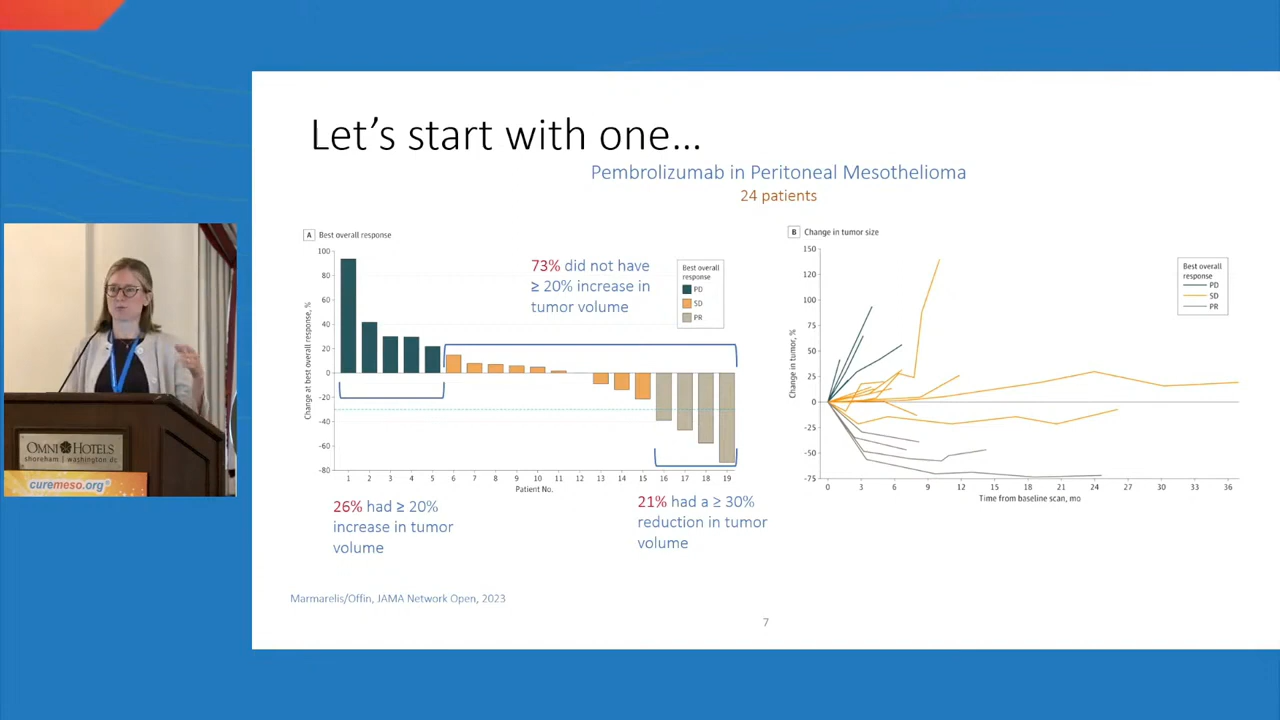 Let's start with one...
Pembrolizumab in Peritoneal Mesothelioma
24 patients
A Best overall response
Change at best overall response, %
100
80
60
40
20
0
-20
-40
-60
-80
73% did not have
≥ 20% increase in
tumor volume
Best overall
response
PD
SD
PR
1 2 3 4 5 6 7 8 9 10 11 12 13 14 15 16 17 18 19
Patient No.
26% had ≥ 20%
increase in tumor
volume
21% had a ≥ 30%
reduction in tumor
volume
B Change in tumor size
Change in tumor, %
150
120
100
75
50
25
0
-25
-50
-75
Best overall
response
PD
SD
PR
0 3 6 9 12 15 18 21 24 27 30 33 36
Time from baseline scan, mo
Marmarelis/Offin, JAMA Network Open, 2023
7
OMNI HOTELS
shoreham | washington dc
curemeso.org®